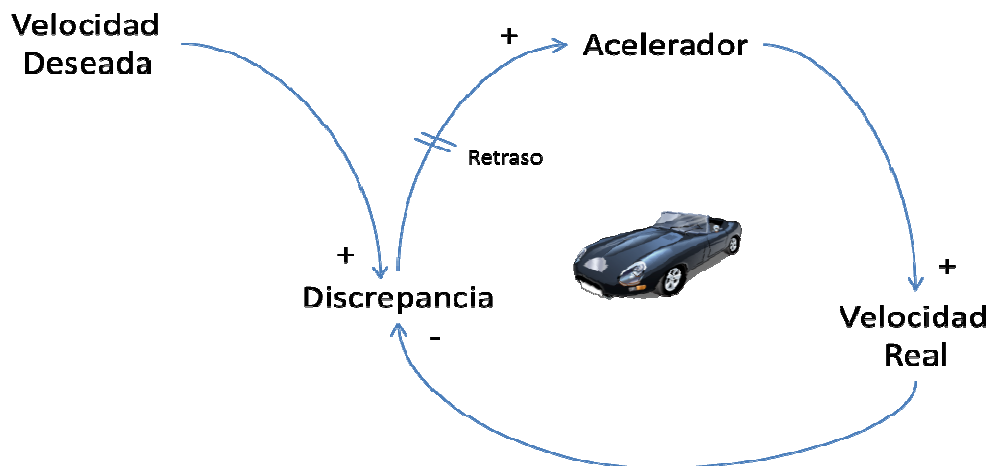 Velocidad
Deseada
+
Acelerador
Retraso
+
Discrepancia
+
Velocidad
Real
-